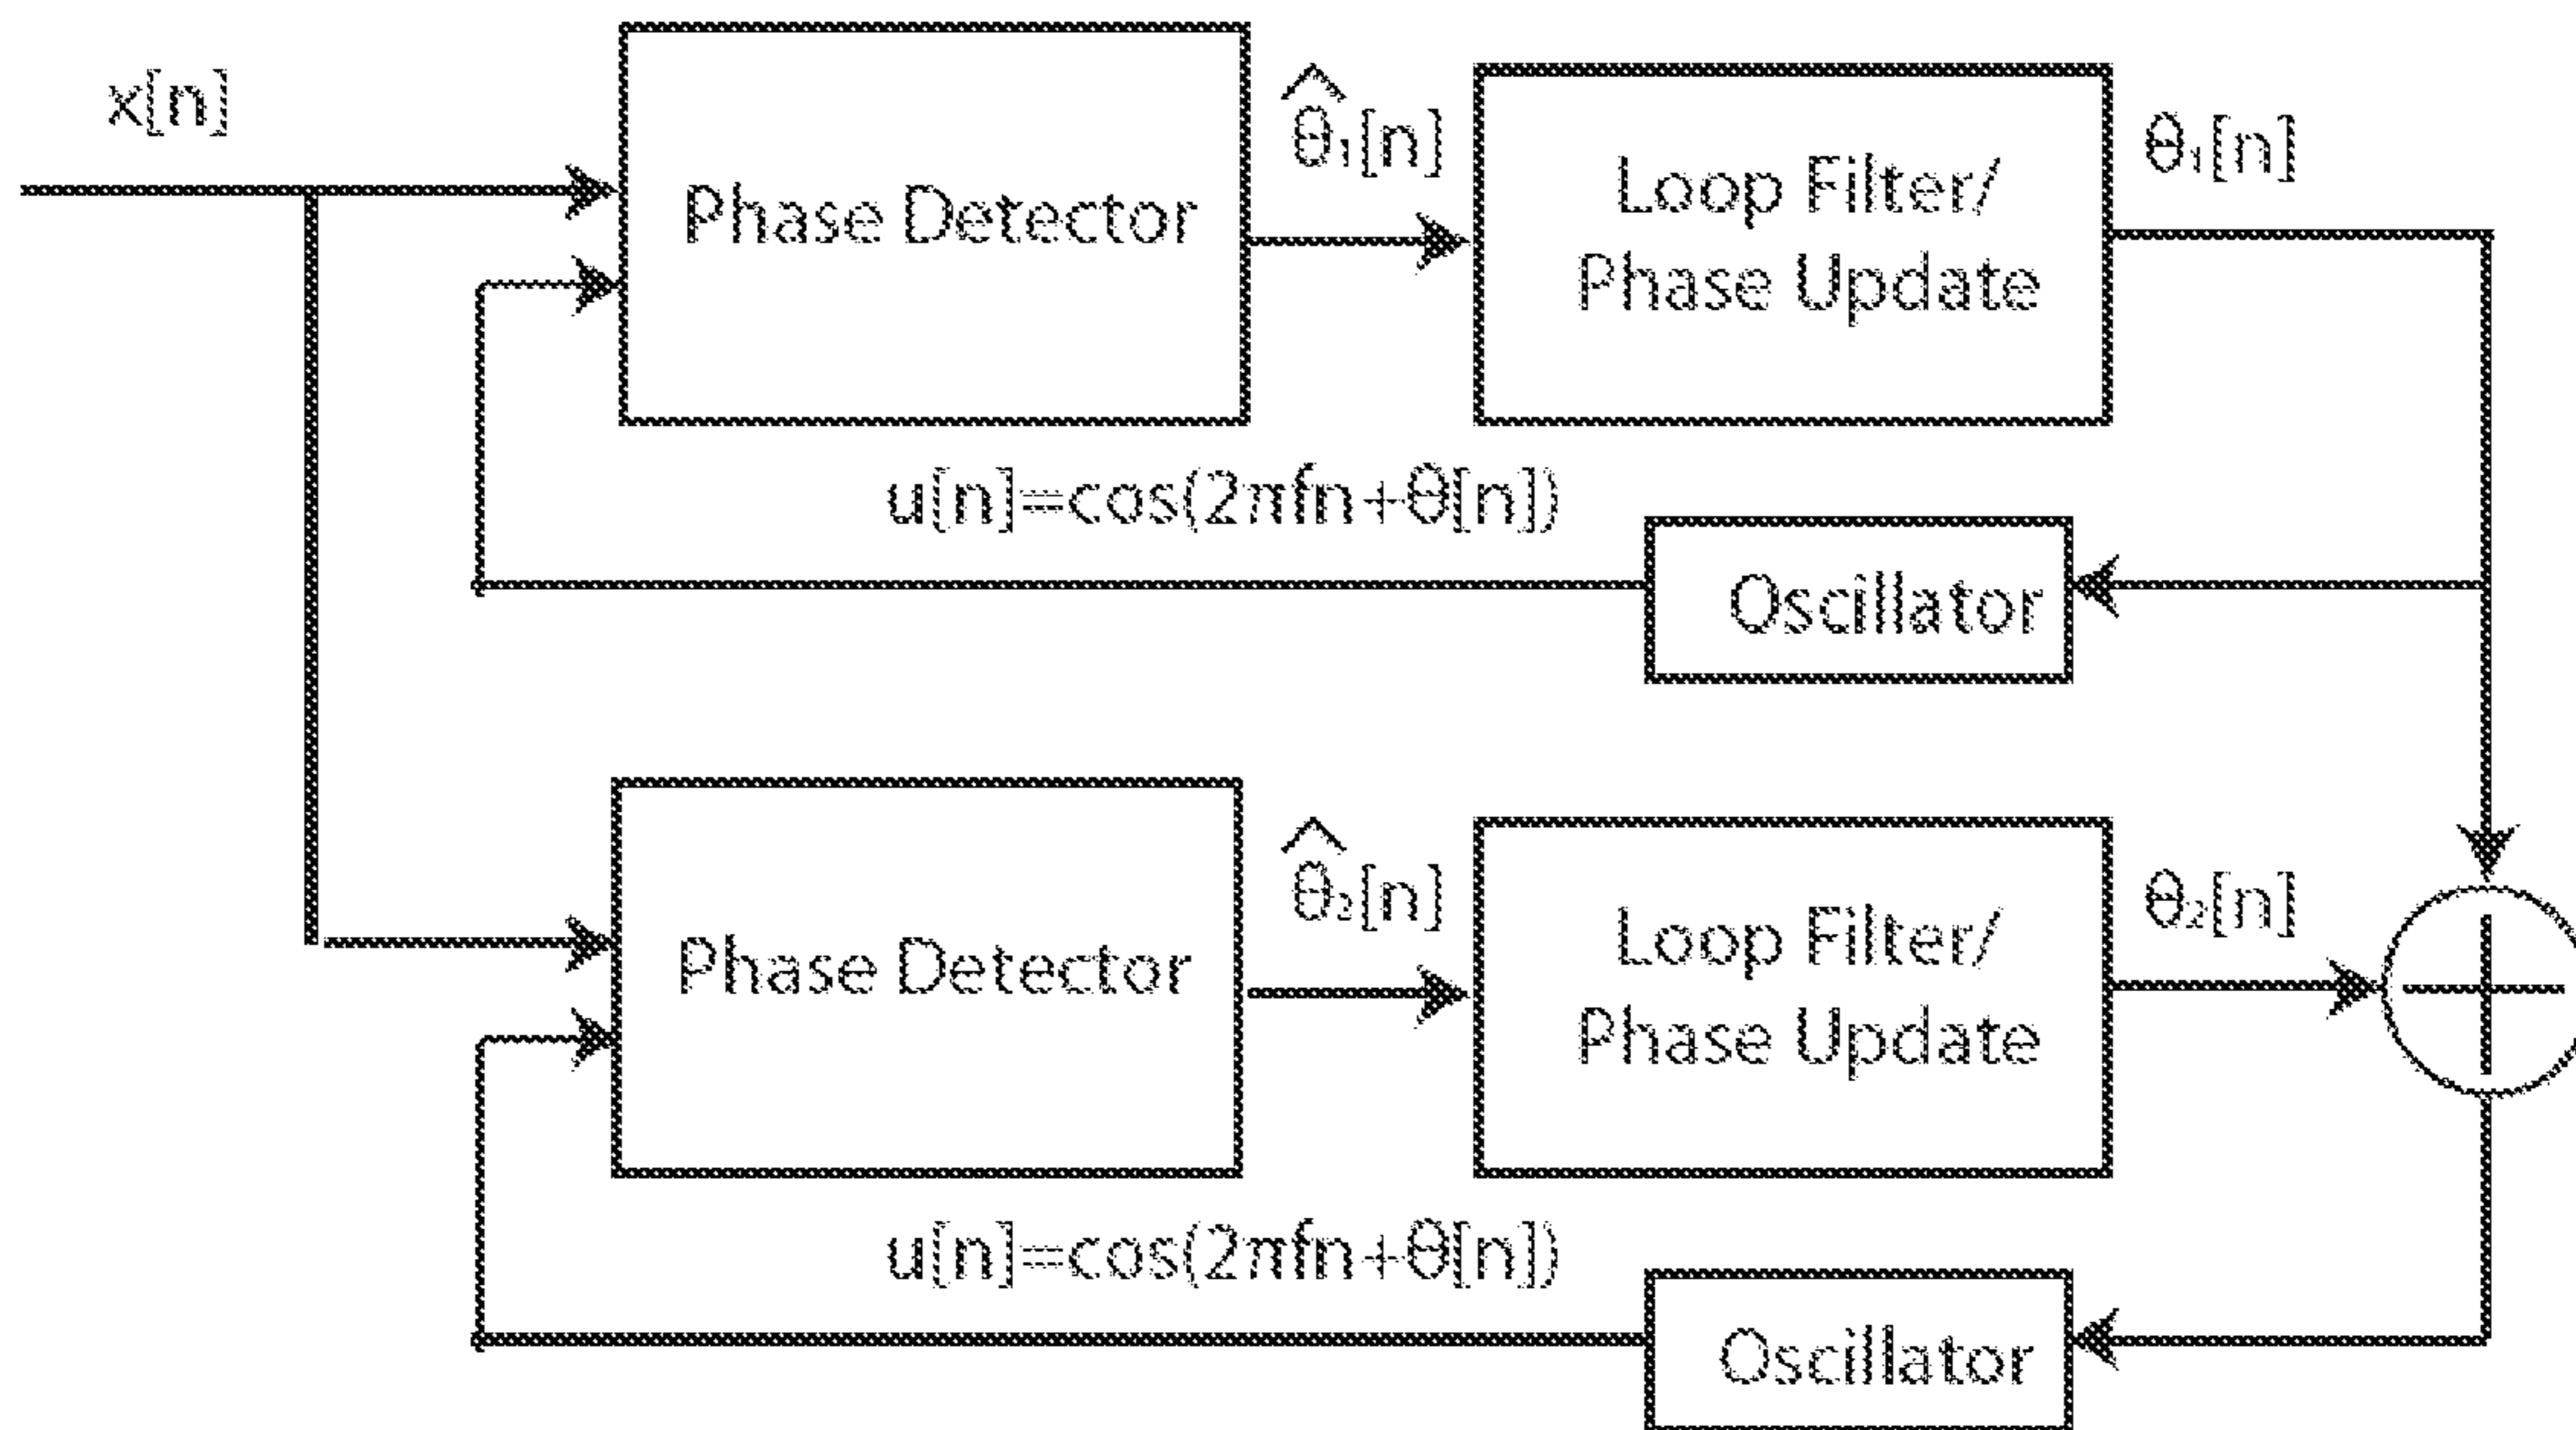 x[n]
Phase Detector
θ̂₁[n]
Loop Filter/
Phase Update
θ₁[n]
u[n]=cos(2πfn+θ[n])
Oscillator
Phase Detector
θ̂₂[n]
Loop Filter/
Phase Update
θ₂[n]
u[n]=cos(2πfn+θ[n])
Oscillator